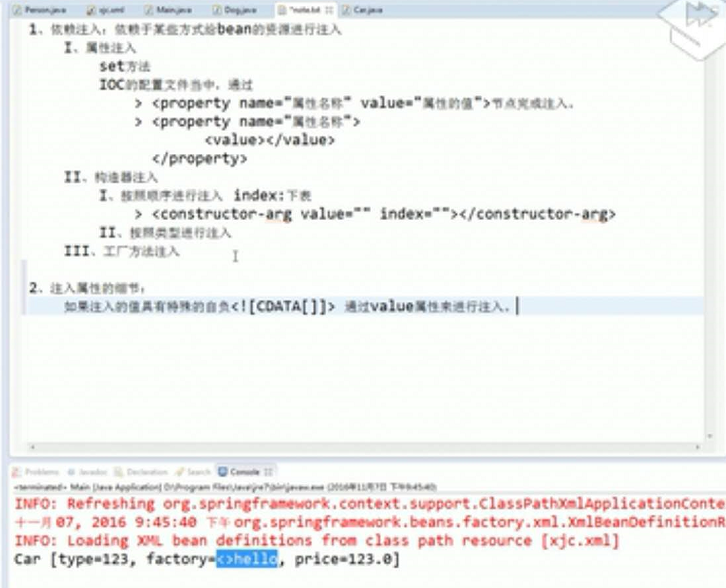 Person.java xjc.xml Main.java Dog.java *note.txt Car.java
1、依赖注入：依赖于某些方式给bean的资源进行注入
I、属性注入
set方法
IOC的配置文件当中，通过
> <property name="属性名称" value="属性的值">节点完成注入.
> <property name="属性名称">
<value></value>
</property>
II、构造器注入
I、按照顺序进行注入 index:下表
> <constructor-arg value="" index=""></constructor-arg>
II、按照类型进行注入
III、工厂方法注入
2、注入属性的细节：
如果注入的值具有特殊的自负<![CDATA[]]> 通过value属性来进行注入.
Problems Javadoc Declaration Search Console
<terminated> Main [Java Application] D:\Program Files\Java\jre7\bin\javaw.exe (2016年11月7日 下午9:45:40)
INFO: Refreshing org.springframework.context.support.ClassPathXmlApplicationConte
十一月 07, 2016 9:45:40 下午 org.springframework.beans.factory.xml.XmlBeanDefinitionR
INFO: Loading XML bean definitions from class path resource [xjc.xml]
Car [type=123, factory=<>hello, price=123.0]